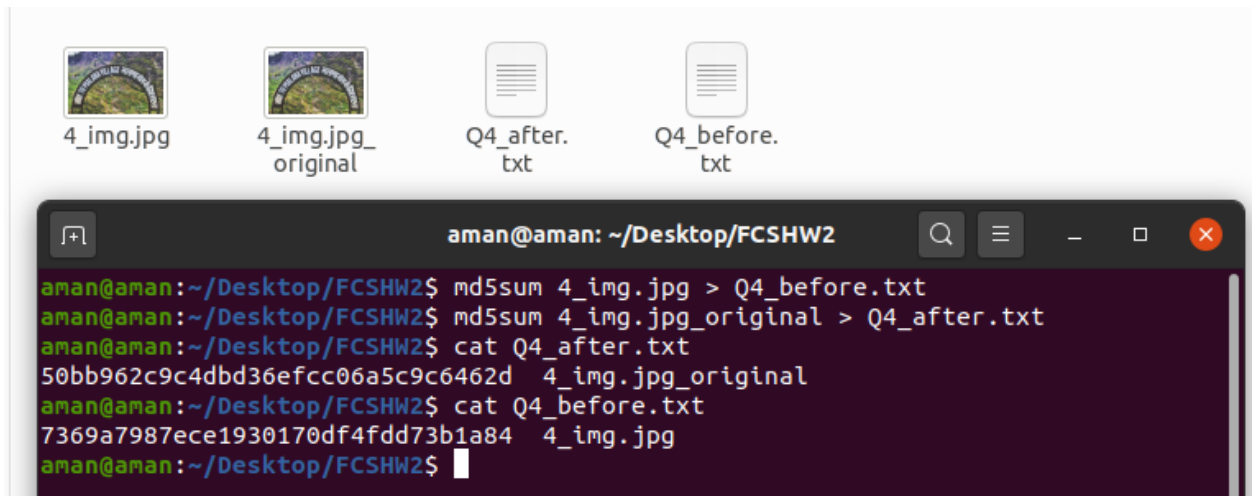 4_img.jpg
4_img.jpg_
original
Q4_after.
txt
Q4_before.
txt
aman@aman: ~/Desktop/FCSHW2
aman@aman:~/Desktop/FCSHW2$ md5sum 4_img.jpg > Q4_before.txt
aman@aman:~/Desktop/FCSHW2$ md5sum 4_img.jpg_original > Q4_after.txt
aman@aman:~/Desktop/FCSHW2$ cat Q4_after.txt
50bb962c9c4dbd36efcc06a5c9c6462d  4_img.jpg_original
aman@aman:~/Desktop/FCSHW2$ cat Q4_before.txt
7369a7987ece1930170df4fdd73b1a84  4_img.jpg
aman@aman:~/Desktop/FCSHW2$